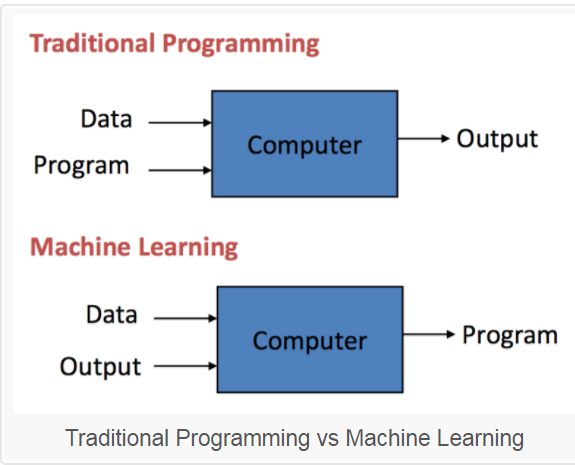 Traditional Programming
Data
Program
Computer
Output
Machine Learning
Data
Output
Computer
Program
Traditional Programming vs Machine Learning